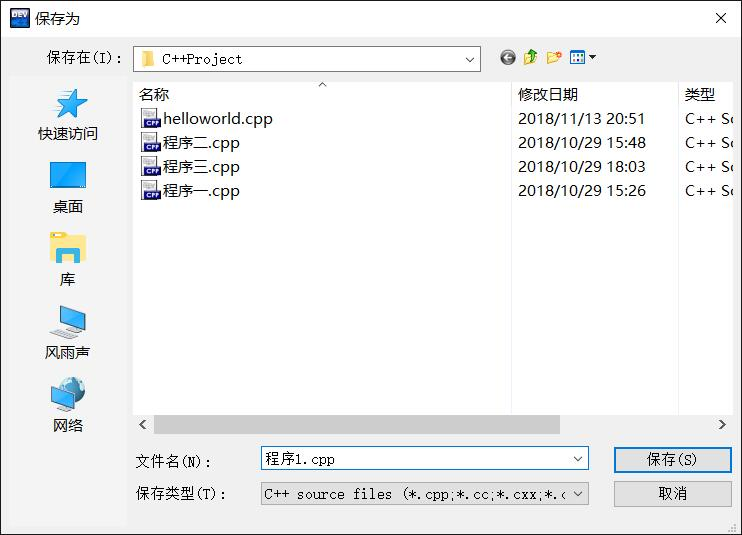 保存为
保存在(I): C++Project
名称 修改日期 类型
helloworld.cpp 2018/11/13 20:51 C++ So
程序二.cpp 2018/10/29 15:48 C++ So
程序三.cpp 2018/10/29 18:03 C++ So
程序一.cpp 2018/10/29 15:26 C++ So
快速访问
桌面
库
风雨声
网络
文件名(N): 程序1.cpp 保存(S)
保存类型(T): C++ source files (*.cpp;*.cc;*.cxx;*.c 取消